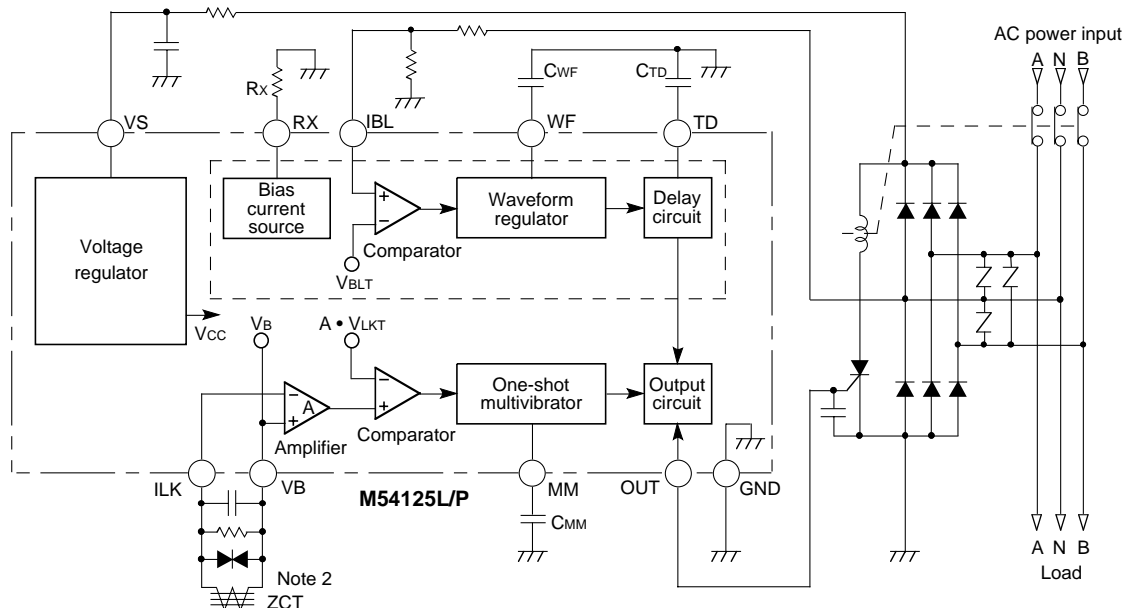 AC power input
A N B
CWF
CTD
RX
VS
RX
IBL
WF
TD
Bias
current
source
+
−
Comparator
VBLT
Waveform
regulator
Delay
circuit
Voltage
regulator
VCC
VB
A • VLKT
−
+
A
Amplifier
−
+
Comparator
One-shot
multivibrator
Output
circuit
ILK
VB
M54125L/P
MM
OUT
GND
CMM
Note 2
ZCT
A N B
Load